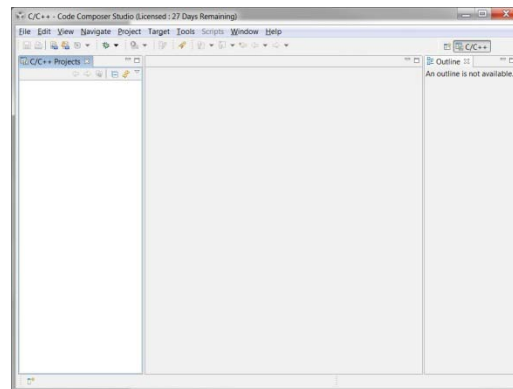 C/C++ - Code Composer Studio (Licensed : 27 Days Remaining)
File Edit View Navigate Project Target Tools Scripts Window Help
C/C++
C/C++ Projects
Outline
An outline is not available.